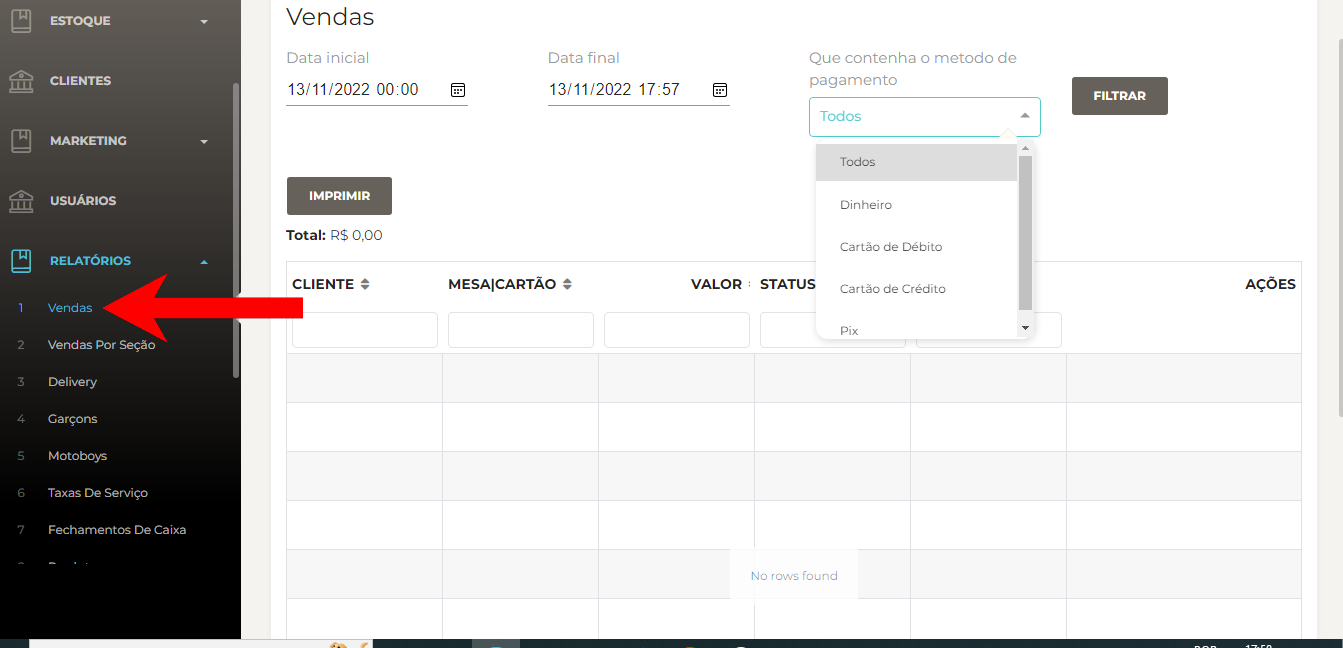 ESTOQUE
CLIENTES
MARKETING
USUÁRIOS
RELATÓRIOS
1 Vendas
2 Vendas Por Seção
3 Delivery
4 Garçons
5 Motoboys
6 Taxas De Serviço
7 Fechamentos De Caixa
Vendas
Data inicial
13/11/2022 00:00
Data final
13/11/2022 17:57
Que contenha o metodo de
pagamento
Todos
FILTRAR
Todos
Dinheiro
Cartão de Débito
Cartão de Crédito
Pix
IMPRIMIR
Total: R$ 0,00
CLIENTE MESA|CARTÃO VALOR STATUS AÇÕES
No rows found